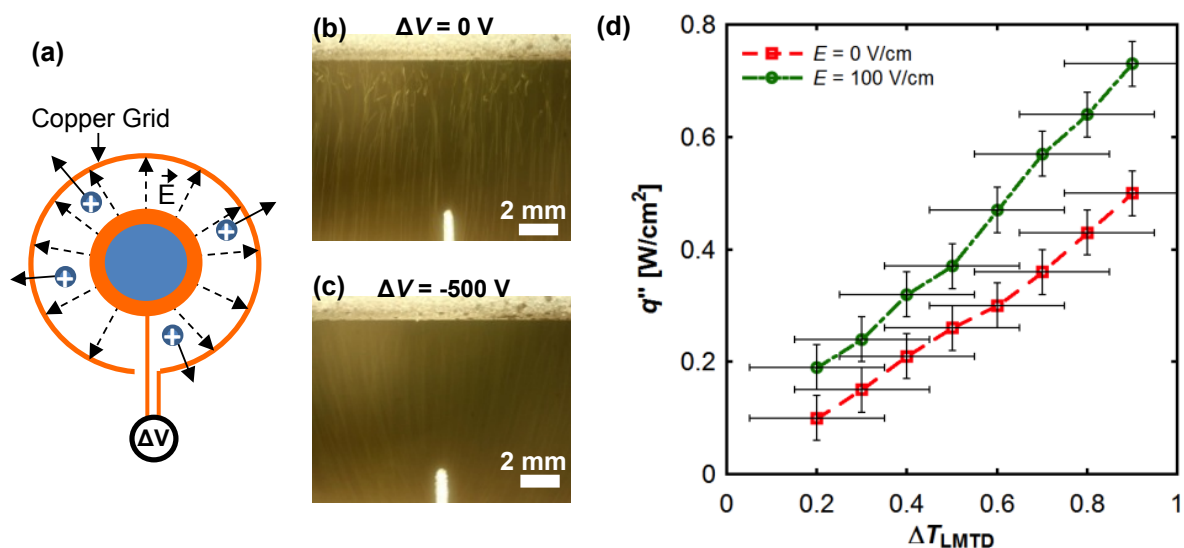 (a)
Copper Grid
E
+
+
+
+
ΔV
(b)
ΔV = 0 V
2 mm
(c)
ΔV = -500 V
2 mm
(d)
E = 0 V/cm
E = 100 V/cm
q" [W/cm²]
0.8
0.6
0.4
0.2
0
0
0.2
0.4
0.6
0.8
1
ΔT_LMTD